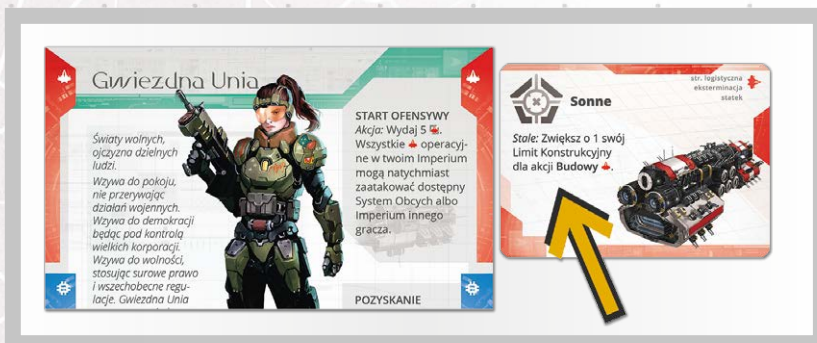 Gwiezdna Unia
Światy wolnych,
ojczyzna dzielnych
ludzi.
Wzywa do pokoju,
nie przerywając
działań wojennych.
Wzywa do demokracji
będąc pod kontrolą
wielkich korporacji.
Wzywa do wolności,
stosując surowe prawo
i wszechobecne regu-
lacje. Gwiezdna Unia
START OFENSYWY
Akcja: Wydaj 5
Wszystkie operacyj-
ne w twoim Imperium
mogą natychmiast
zaatakować dostępny
System Obcych albo
Imperium innego
gracza.
POZYSKANIE
str. logistyczna
eksterminacja
statek
Sonne
Stale: Zwiększ o 1 swój
Limit Konstrukcyjny
dla akcji Budowy .